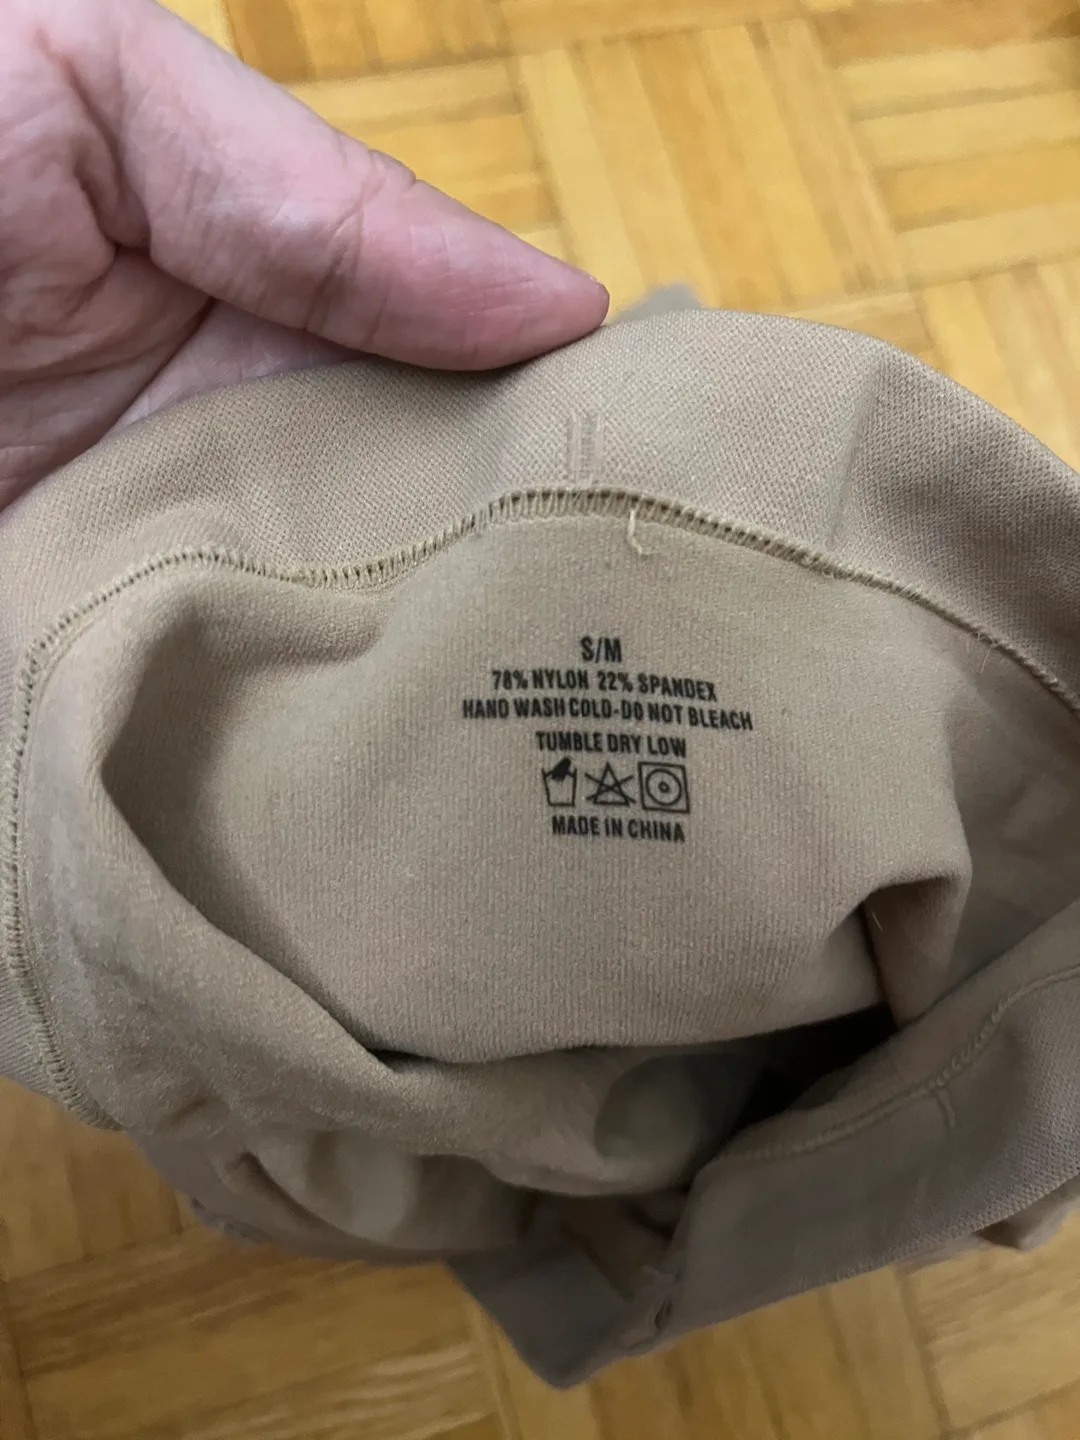 S/M
78% NYLON 22% SPANDEX
HAND WASH COLD-DO NOT BLEACH
TUMBLE DRY LOW
MADE IN CHINA